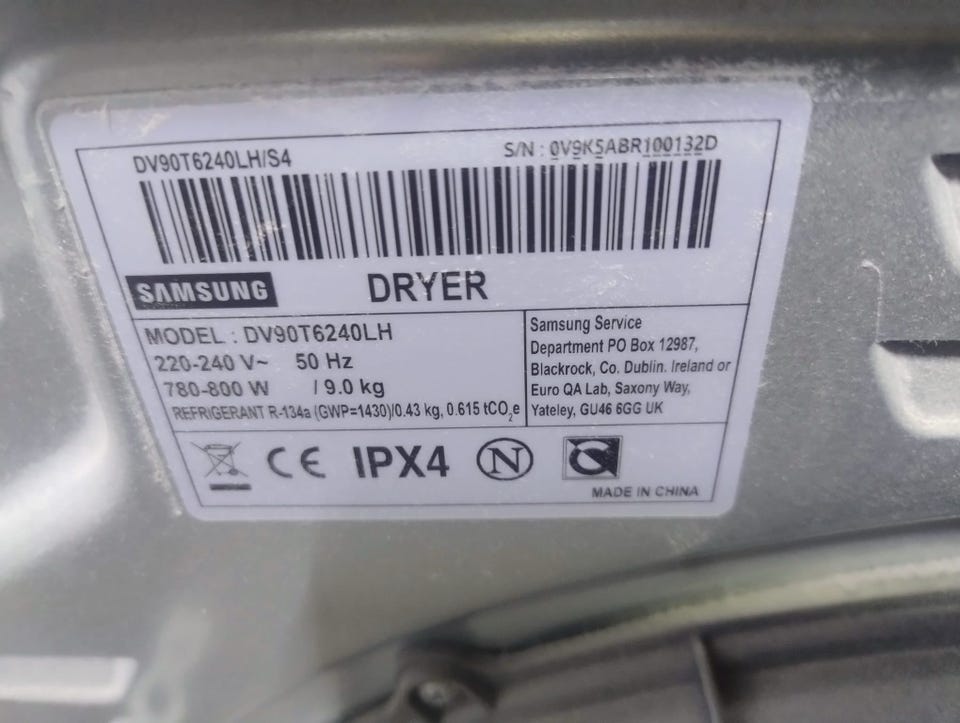 DV90T6240LH/S4
S/N : 0V9K5ABR100132D
SAMSUNG
DRYER
MODEL : DV90T6240LH
220-240 V~ 50 Hz
780-800 W / 9.0 kg
REFRIGERANT R-134a (GWP=1430)/0.43 kg, 0.615 tCO₂e
Samsung Service
Department PO Box 12987,
Blackrock, Co. Dublin. Ireland or
Euro QA Lab, Saxony Way,
Yateley, GU46 6GG UK
CE IPX4 N
MADE IN CHINA